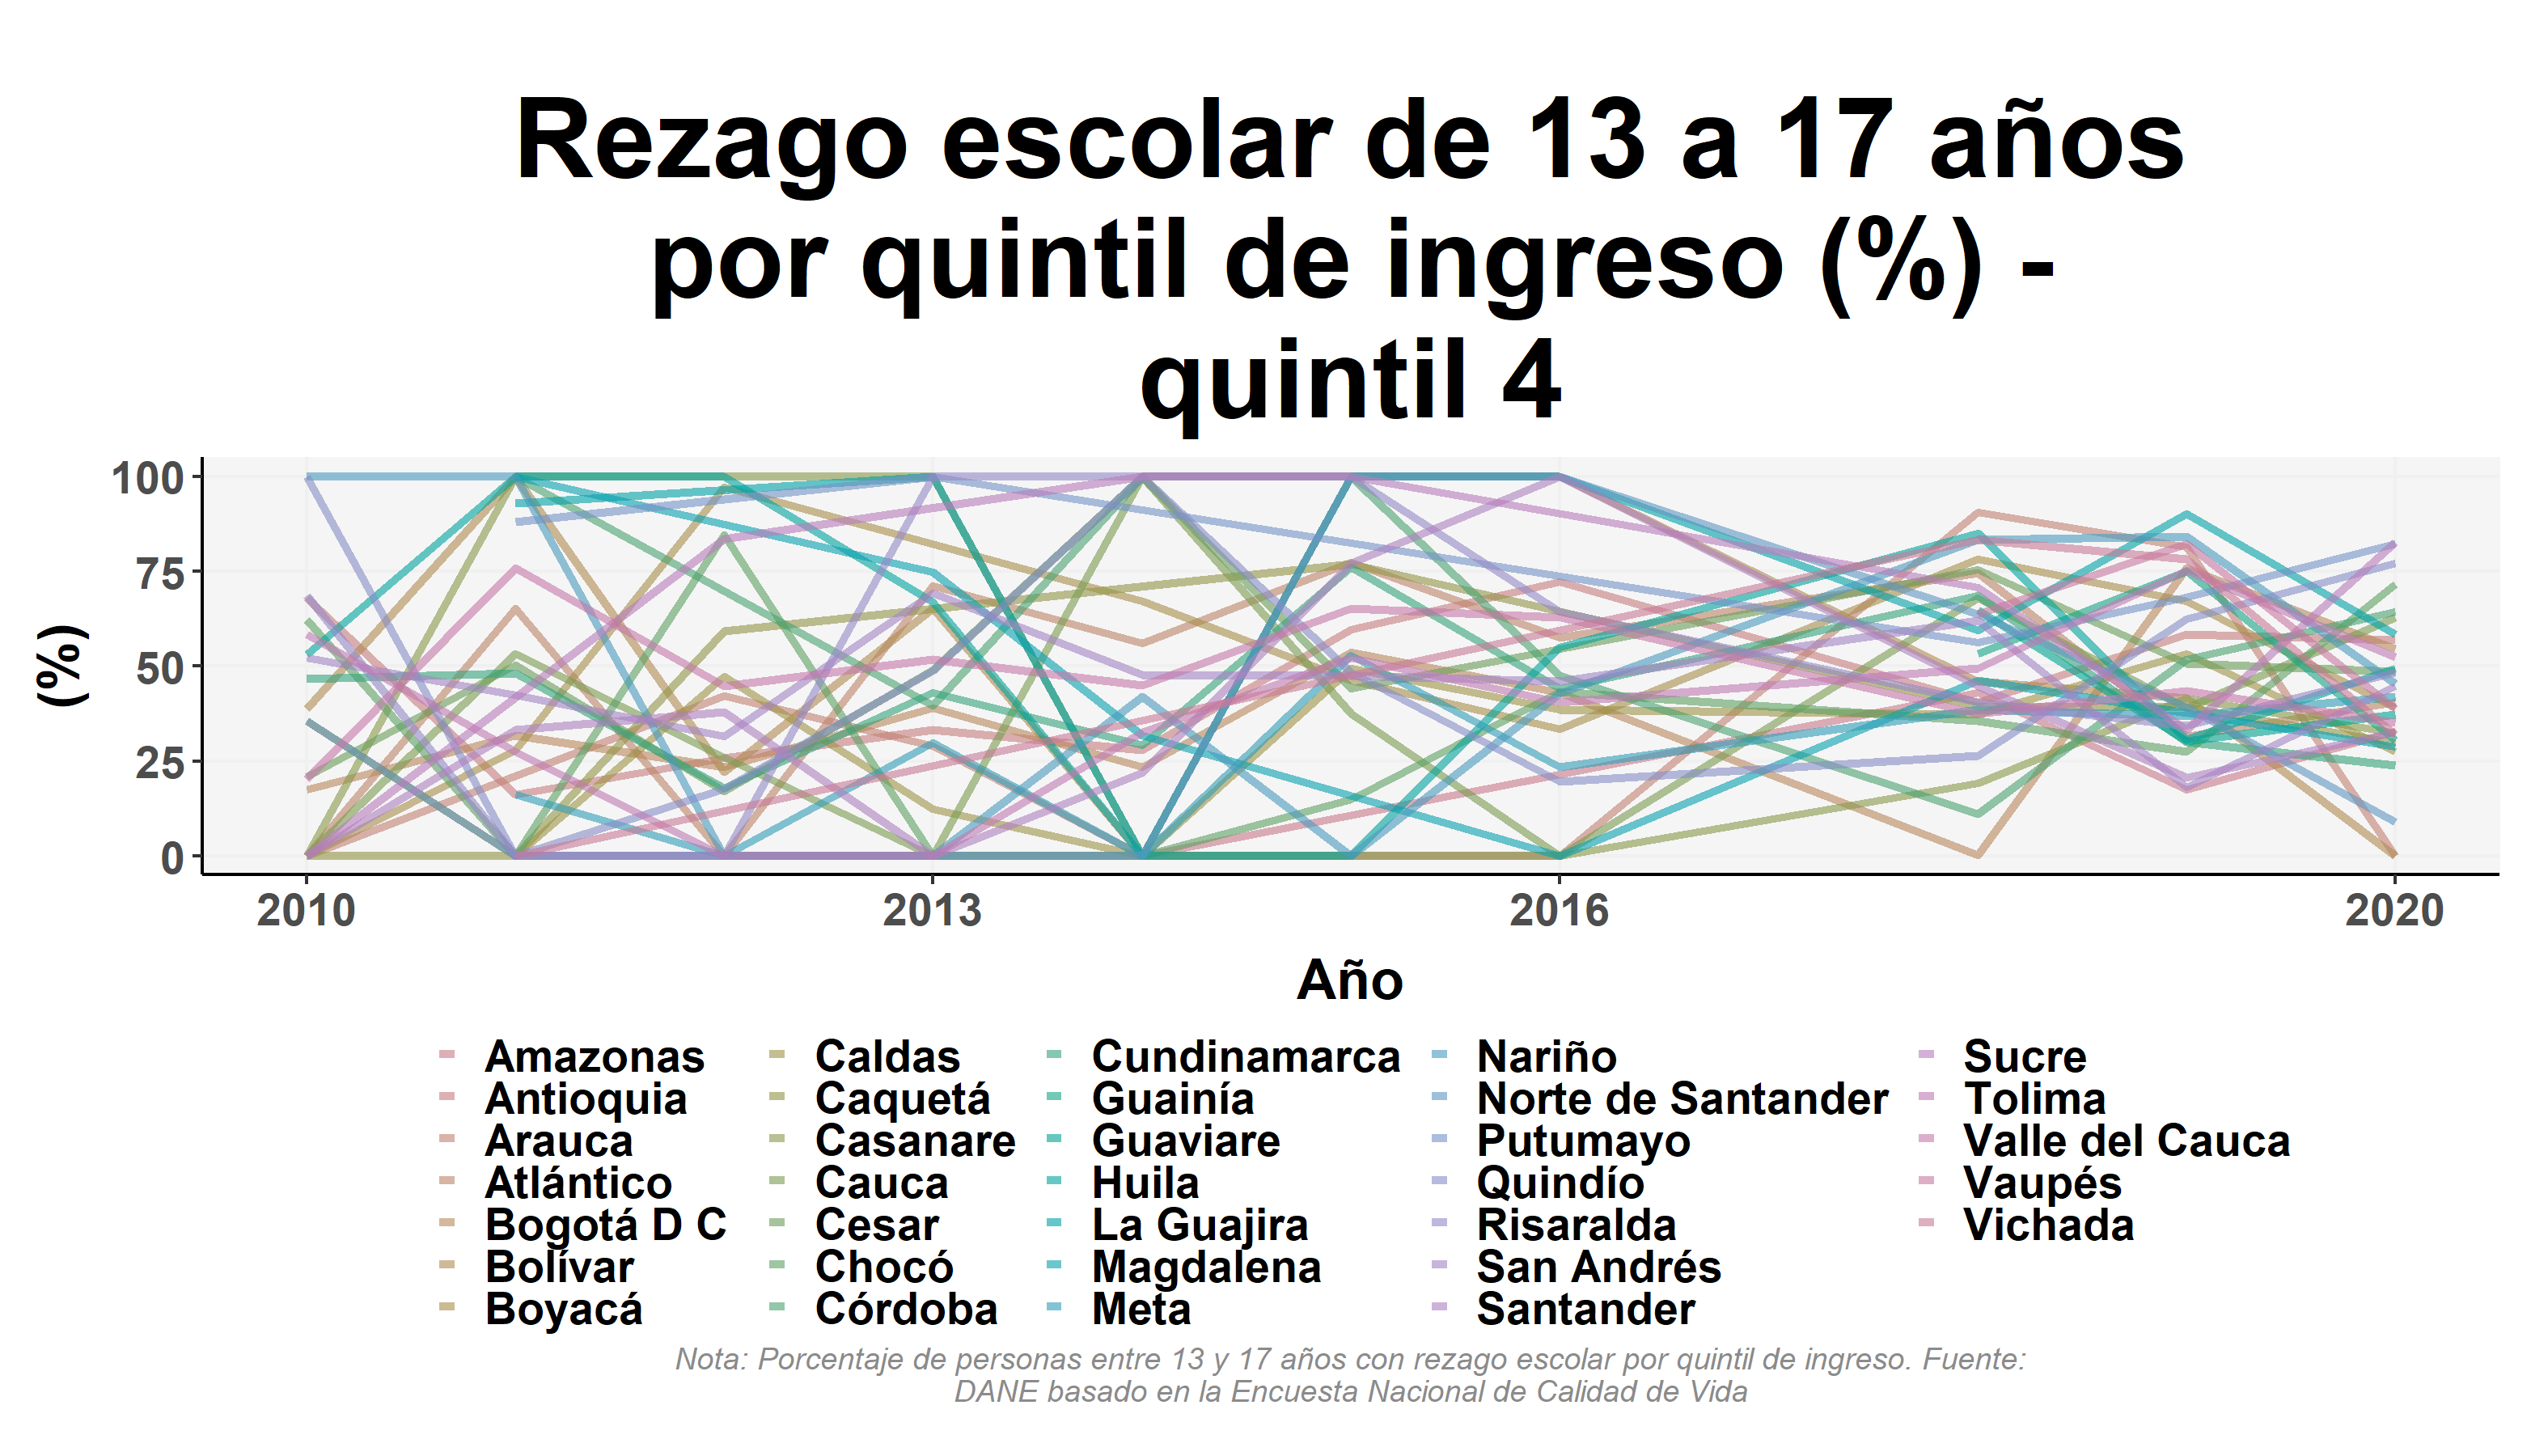 Rezago escolar de 13 a 17 años
por quintil de ingreso (%) -
quintil 4
(%)
100
75
50
25
0
2010 2013 2016 2020
Año
Amazonas Caldas Cundinamarca Nariño Sucre
Antioquia Caquetá Guainía Norte de Santander Tolima
Arauca Casanare Guaviare Putumayo Valle del Cauca
Atlántico Cauca Huila Quindío Vaupés
Bogotá D C Cesar La Guajira Risaralda Vichada
Bolívar Chocó Magdalena San Andrés
Boyacá Córdoba Meta Santander
Nota: Porcentaje de personas entre 13 y 17 años con rezago escolar por quintil de ingreso. Fuente:
DANE basado en la Encuesta Nacional de Calidad de Vida